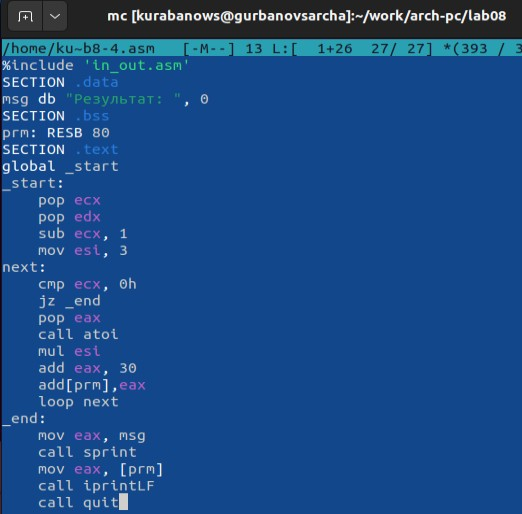 mc [kurabanows@gurbanovsarcha]:~/work/arch-pc/lab08
/home/ku~b8-4.asm   [-M--] 13 L:[  1+26  27/ 27] *(393 / 3
%include 'in_out.asm'
SECTION .data
msg db "Результат: ", 0
SECTION .bss
prm: RESB 80
SECTION .text
global _start
_start:
    pop ecx
    pop edx
    sub ecx, 1
    mov esi, 3
next:
    cmp ecx, 0h
    jz _end
    pop eax
    call atoi
    mul esi
    add eax, 30
    add[prm],eax
    loop next
_end:
    mov eax, msg
    call sprint
    mov eax, [prm]
    call iprintLF
    call quit